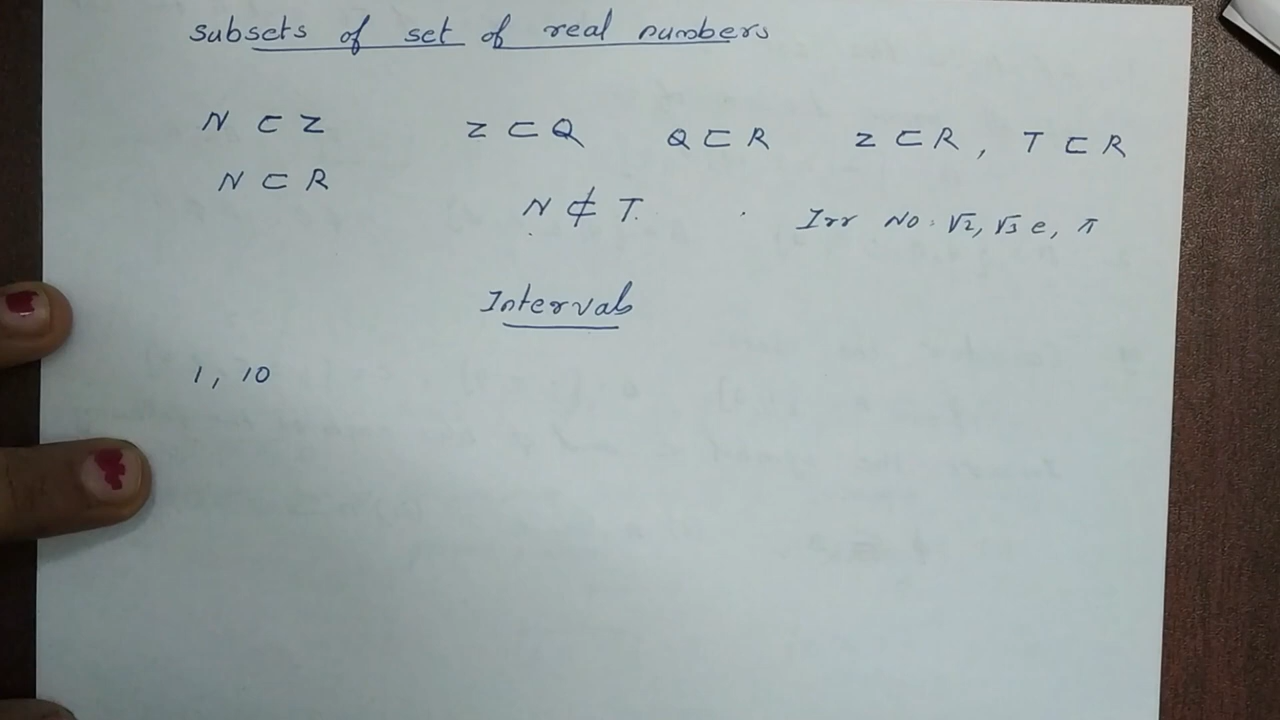 subsets of set of real numbers
N ⊂ Z Z ⊂ Q Q ⊂ R Z ⊂ R, T ⊂ R
N ⊂ R
N ⊄ T. Irr No: √2, √3 e, π
Intervals
1, 10